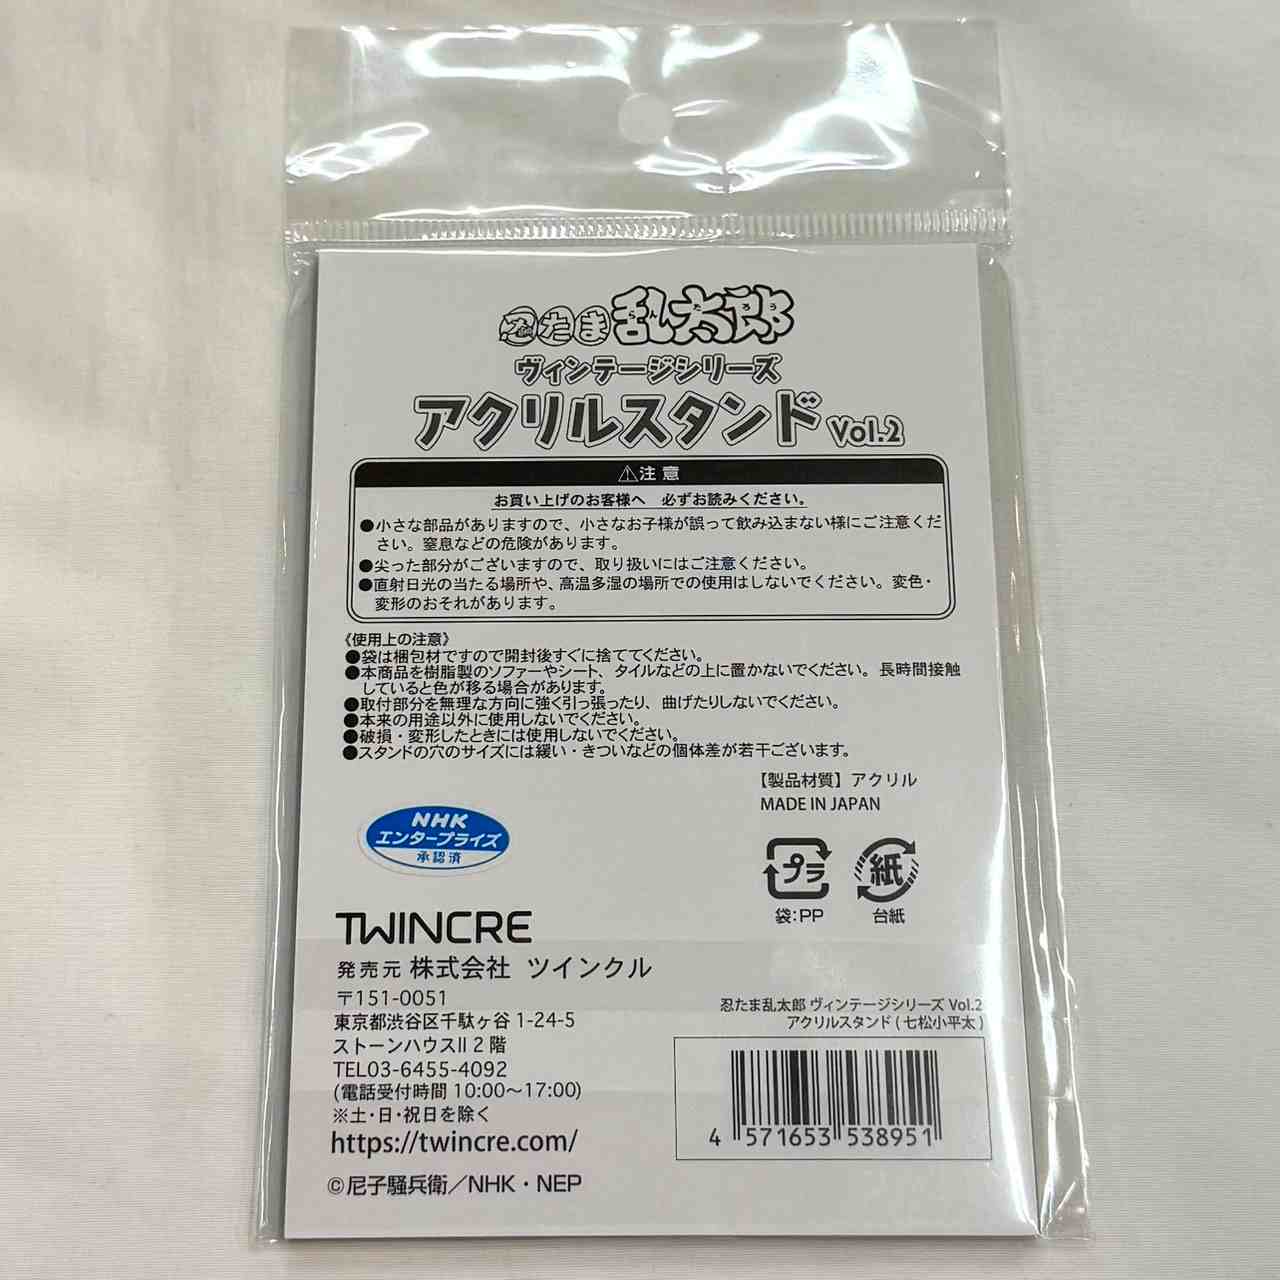 忍たま乱太郎
らんたろう
ヴィンテージシリーズ
アクリルスタンド Vol.2
⚠注意
お買い上げのお客様へ 必ずお読みください。
●小さな部品がありますので、小さなお子様が誤って飲み込まない様にご注意くだ
さい。窒息などの危険があります。
●尖った部分がございますので、取り扱いにはご注意ください。
●直射日光の当たる場所や、高温多湿の場所での使用はしないでください。変色・
変形のおそれがあります。
《使用上の注意》
●袋は梱包材ですので開封後すぐに捨ててください。
●本商品を樹脂製のソファーやシート、タイルなどの上に置かないでください。長時間接触
していると色が移る場合があります。
●取付部分を無理な方向に強く引っ張ったり、曲げたりしないでください。
●本来の用途以外に使用しないでください。
●破損・変形したときには使用しないでください。
●スタンドの穴のサイズには緩い・きついなどの個体差が若干ございます。
【製品材質】アクリル
MADE IN JAPAN
NHK
エンタープライズ
承認済
プラ
袋:PP
紙
台紙
TWINCRE
発売元 株式会社 ツインクル
〒151-0051
東京都渋谷区千駄ヶ谷 1-24-5
ストーンハウスII 2階
TEL03-6455-4092
(電話受付時間 10:00～17:00)
※土・日・祝日を除く
https://twincre.com/
©尼子騒兵衛／NHK・NEP
忍たま乱太郎 ヴィンテージシリーズ Vol.2
アクリルスタンド(七松小平太)
4 571653 538951